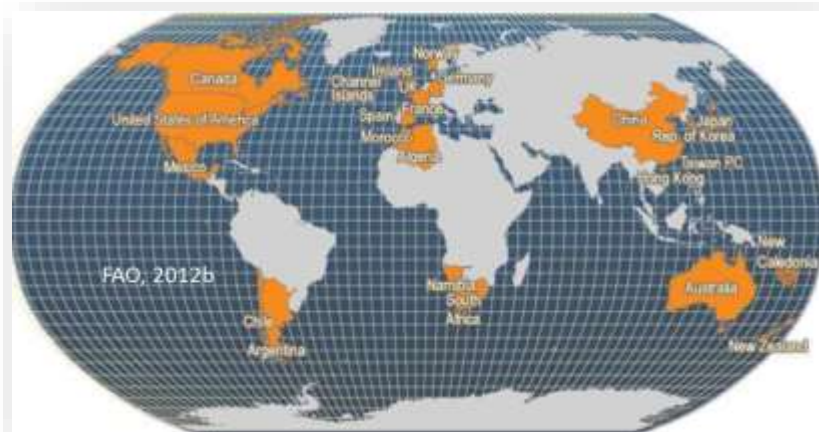 Norway
Canada
Ireland
Germany
Channel
Islands
UK
United States of America
Spain
France
China
Japan
Morocco
Rep. of Korea
Mexico
Algeria
Taiwan PC
Hong Kong
New
Caledonia
FAO, 2012b
Namibia
South
Africa
Australia
Chile
Argentina
New Zealand